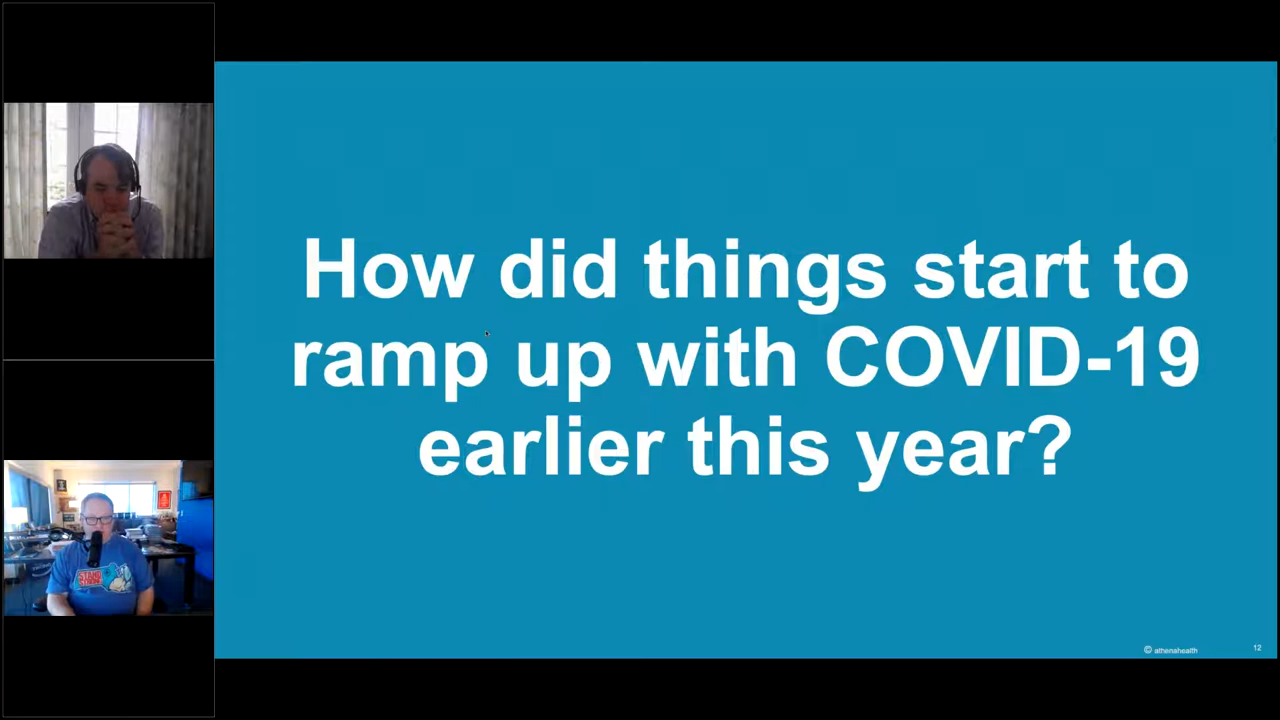 How did things start to
ramp up with COVID-19
earlier this year?
© athenahealth
12